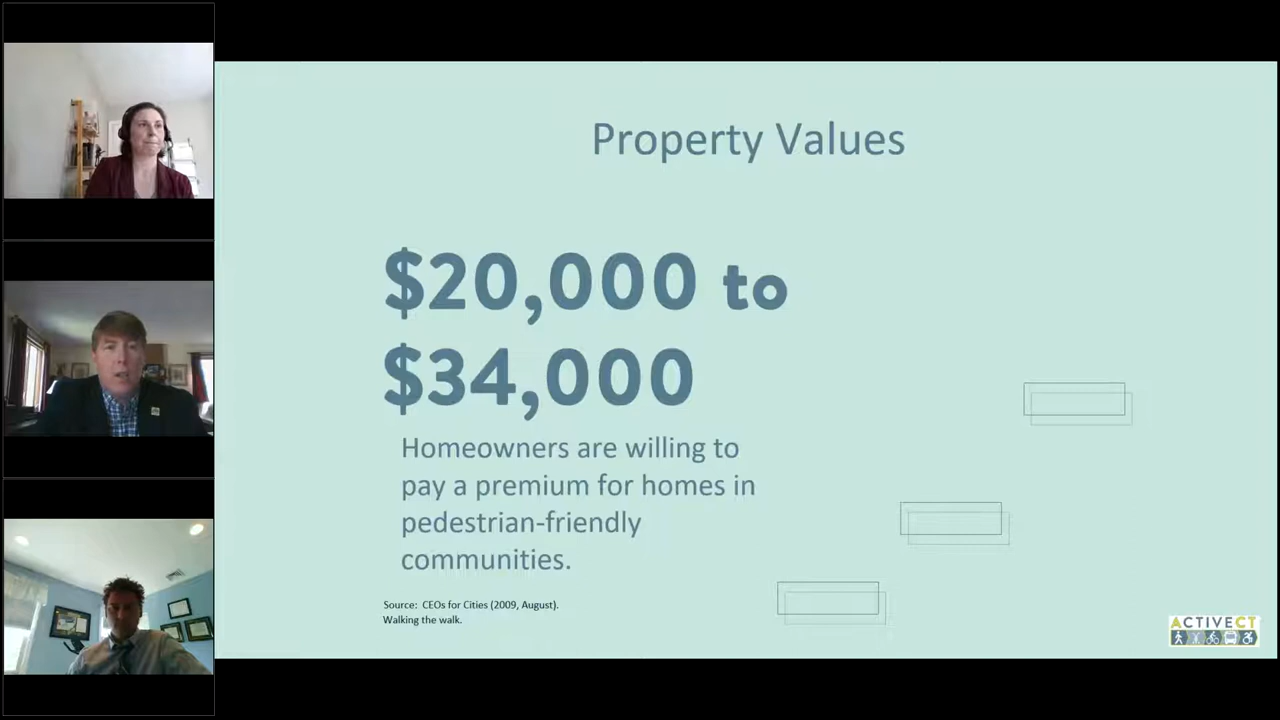 Property Values
$20,000 to
$34,000
Homeowners are willing to
pay a premium for homes in
pedestrian-friendly
communities.
Source: CEOs for Cities (2009, August).
Walking the walk.
ACTIVECT